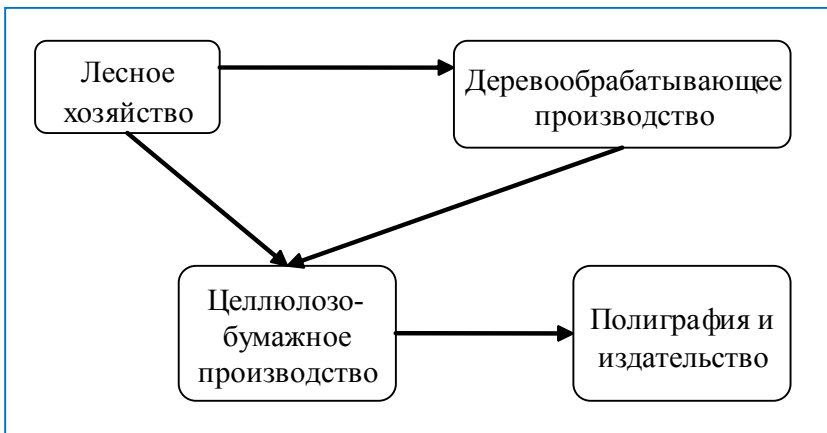 Лесное
хозяйство
Деревообрабатывающее
производство
Целлюлозо-
бумажное
производство
Полиграфия и
издательство